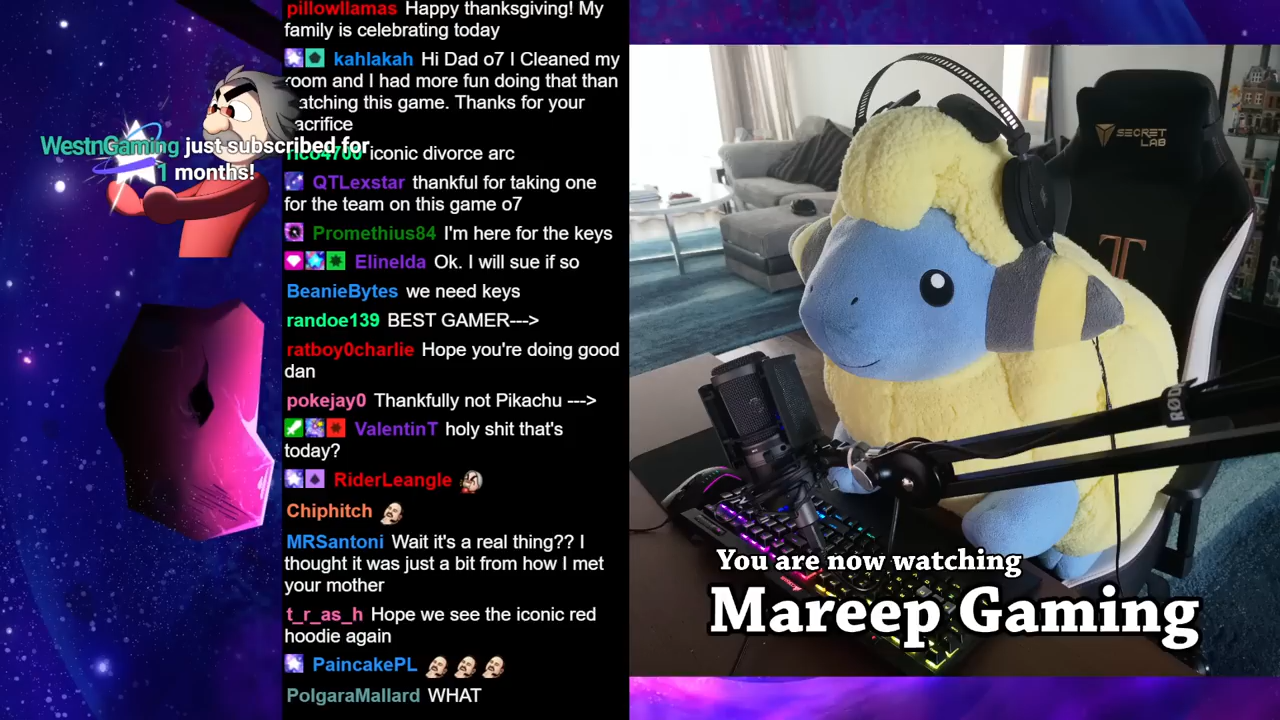 pillowllamas Happy thanksgiving! My
family is celebrating today
kahlakah Hi Dad o7 I Cleaned my
room and I had more fun doing that than
atching this game. Thanks for your
acrifice
WestnGaming just subscribed for
1 months!
rico4700 iconic divorce arc
QTLexstar thankful for taking one
for the team on this game o7
Promethius84 I'm here for the keys
Elinelda Ok. I will sue if so
BeanieBytes we need keys
randoe139 BEST GAMER--->
ratboy0charlie Hope you're doing good
dan
pokejay0 Thankfully not Pikachu --->
ValentinT holy shit that's
today?
RiderLeangle
Chiphitch
MRSantoni Wait it's a real thing?? I
thought it was just a bit from how I met
your mother
t_r_as_h Hope we see the iconic red
hoodie again
PaincakePL
PolgaraMallard WHAT
SECRET
LAB
RØDE
You are now watching
Mareep Gaming